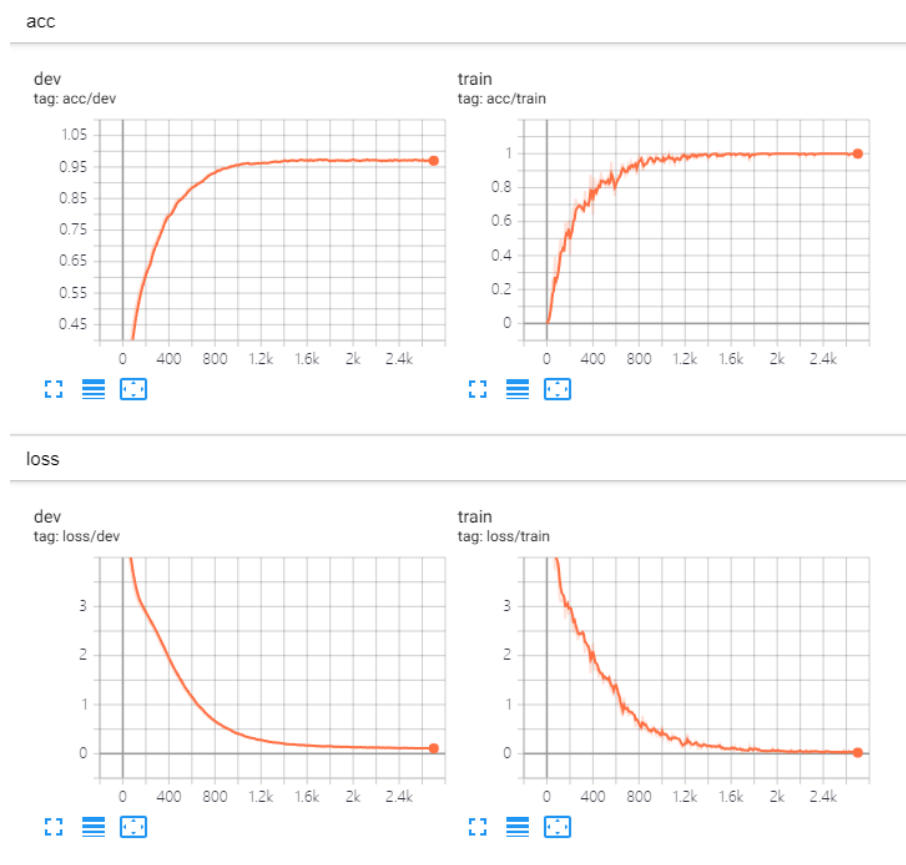 acc
dev
tag: acc/dev
1.05
0.95
0.85
0.75
0.65
0.55
0.45
0 400 800 1.2k 1.6k 2k 2.4k
train
tag: acc/train
1
0.8
0.6
0.4
0.2
0
0 400 800 1.2k 1.6k 2k 2.4k
loss
dev
tag: loss/dev
3
2
1
0
0 400 800 1.2k 1.6k 2k 2.4k
train
tag: loss/train
3
2
1
0
0 400 800 1.2k 1.6k 2k 2.4k